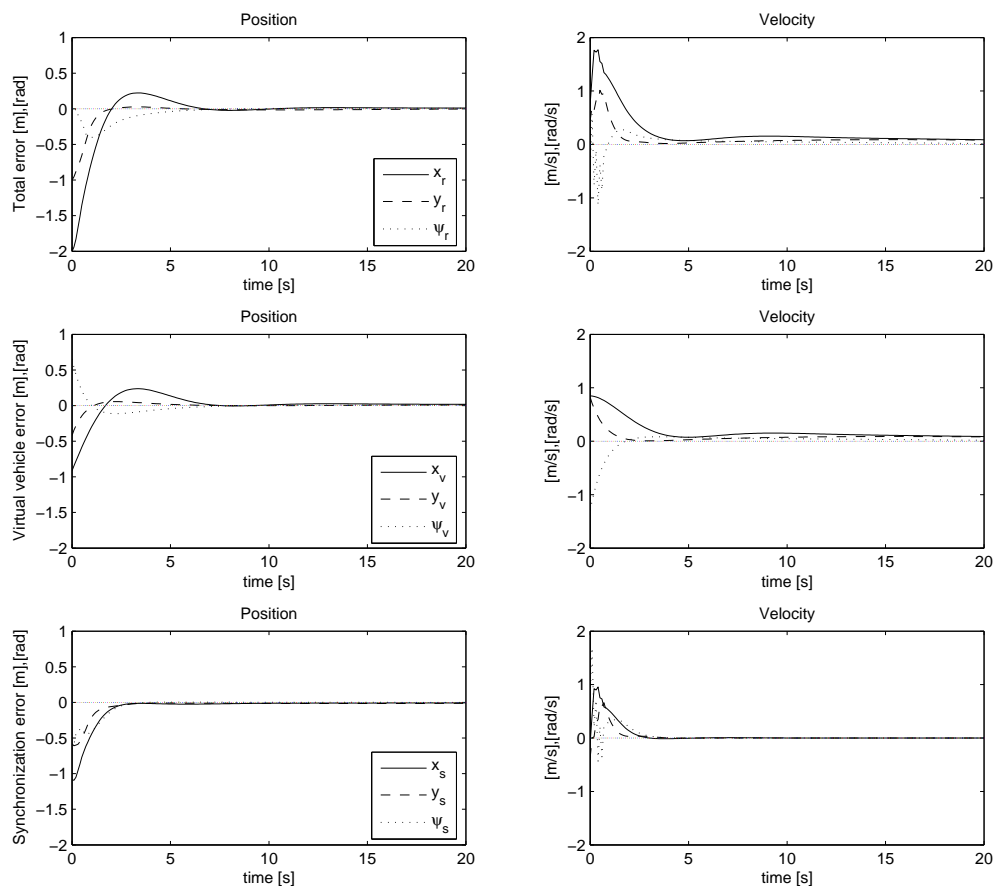 Position
Total error [m],[rad]
1
0.5
0
−0.5
−1
−1.5
−2
0 5 10 15 20
time [s]
x_r
y_r
ψ_r
Velocity
[m/s],[rad/s]
2
1
0
−1
−2
0 5 10 15 20
time [s]
Position
Virtual vehicle error [m],[rad]
1
0.5
0
−0.5
−1
−1.5
−2
0 5 10 15 20
time [s]
x_v
y_v
ψ_v
Velocity
[m/s],[rad/s]
2
1
0
−1
−2
0 5 10 15 20
time [s]
Position
Synchronization error [m],[rad]
1
0.5
0
−0.5
−1
−1.5
−2
0 5 10 15 20
time [s]
x_s
y_s
ψ_s
Velocity
[m/s],[rad/s]
2
1
0
−1
−2
0 5 10 15 20
time [s]